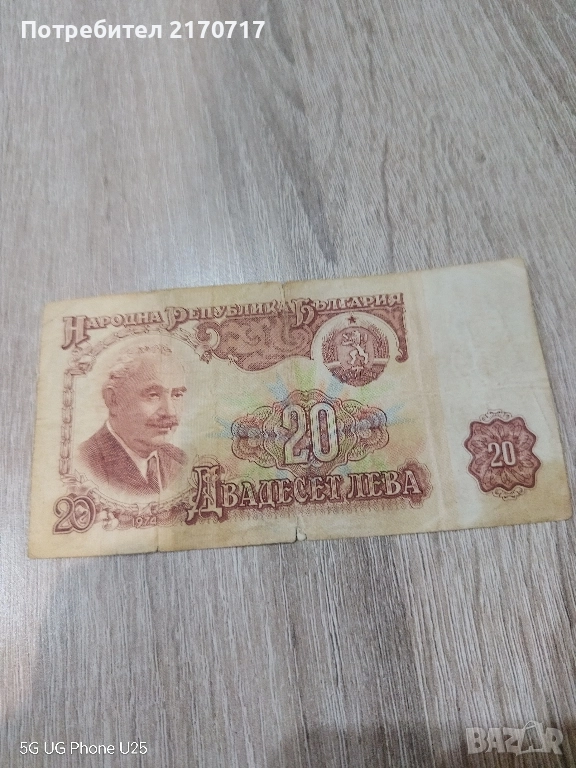 Потребител 2170717
Народна Република България
20
20
Двадесет лева
20 1974
5G UG Phone U25
BAZAR